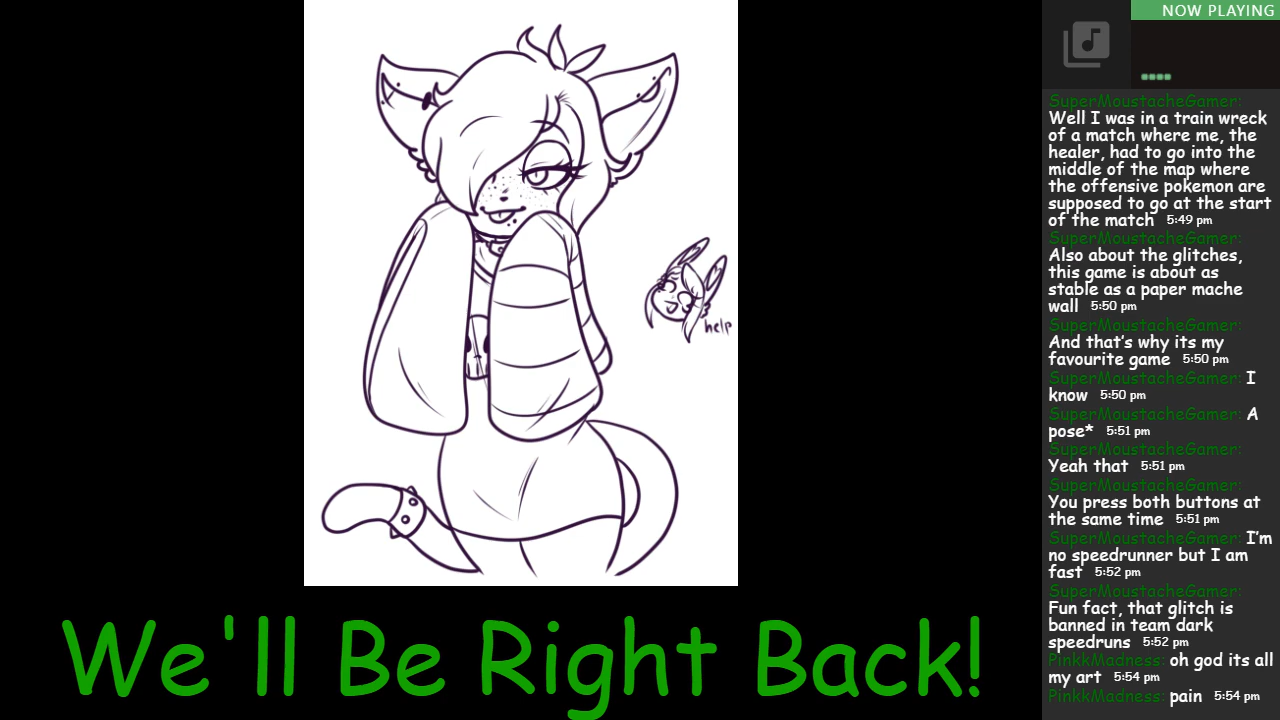 NOW PLAYING
SuperMoustacheGamer:
Well I was in a train wreck
of a match where me, the
healer, had to go into the
middle of the map where
the offensive pokemon are
supposed to go at the start
of the match 5:49 pm
SuperMoustacheGamer:
Also about the glitches,
this game is about as
stable as a paper mache
wall 5:50 pm
SuperMoustacheGamer:
And that's why its my
favourite game 5:50 pm
SuperMoustacheGamer: I
know 5:50 pm
SuperMoustacheGamer: A
pose* 5:51 pm
SuperMoustacheGamer:
Yeah that 5:51 pm
SuperMoustacheGamer:
You press both buttons at
the same time 5:51 pm
SuperMoustacheGamer: I'm
no speedrunner but I am
fast 5:52 pm
SuperMoustacheGamer:
Fun fact, that glitch is
banned in team dark
speedruns 5:52 pm
PinkkMadness: oh god its all
my art 5:54 pm
PinkkMadness: pain 5:54 pm
help
We'll Be Right Back!